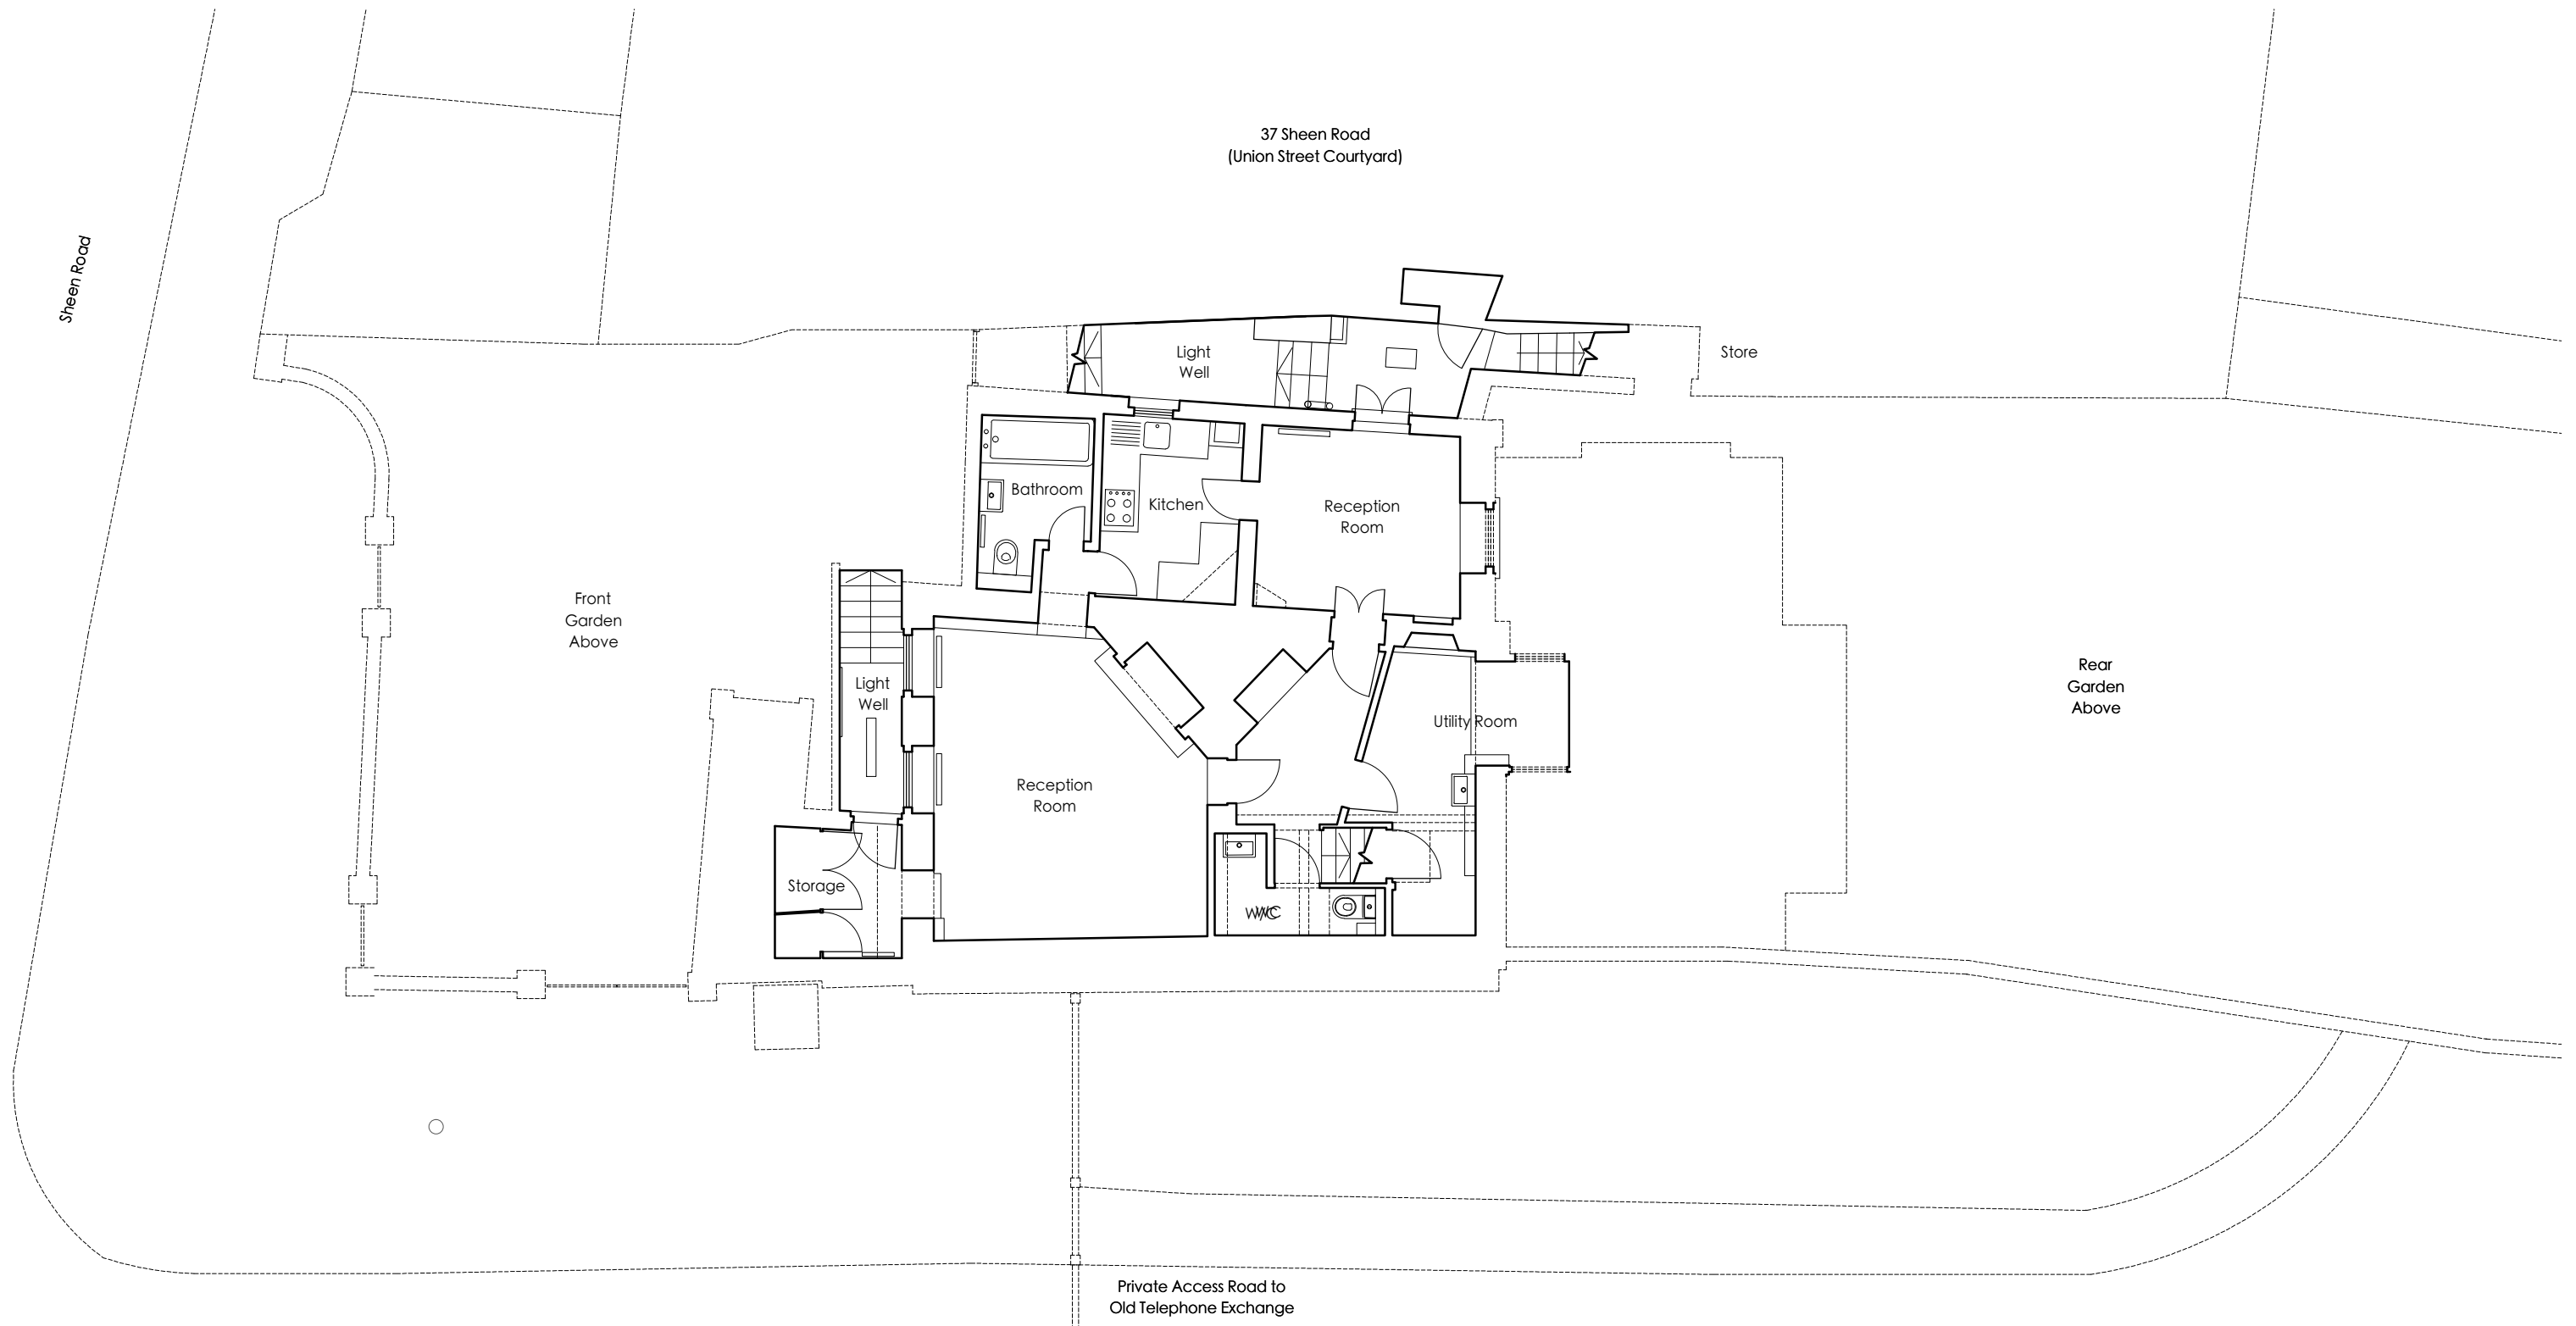 37 Sheen Road
(Union Street Courtyard)
Sheen Road
Light
Well
Store
Bathroom
Kitchen
Reception
Room
Front
Garden
Above
Light
Well
Utility Room
Rear
Garden
Above
Reception
Room
Storage
WC
Private Access Road to
Old Telephone Exchange